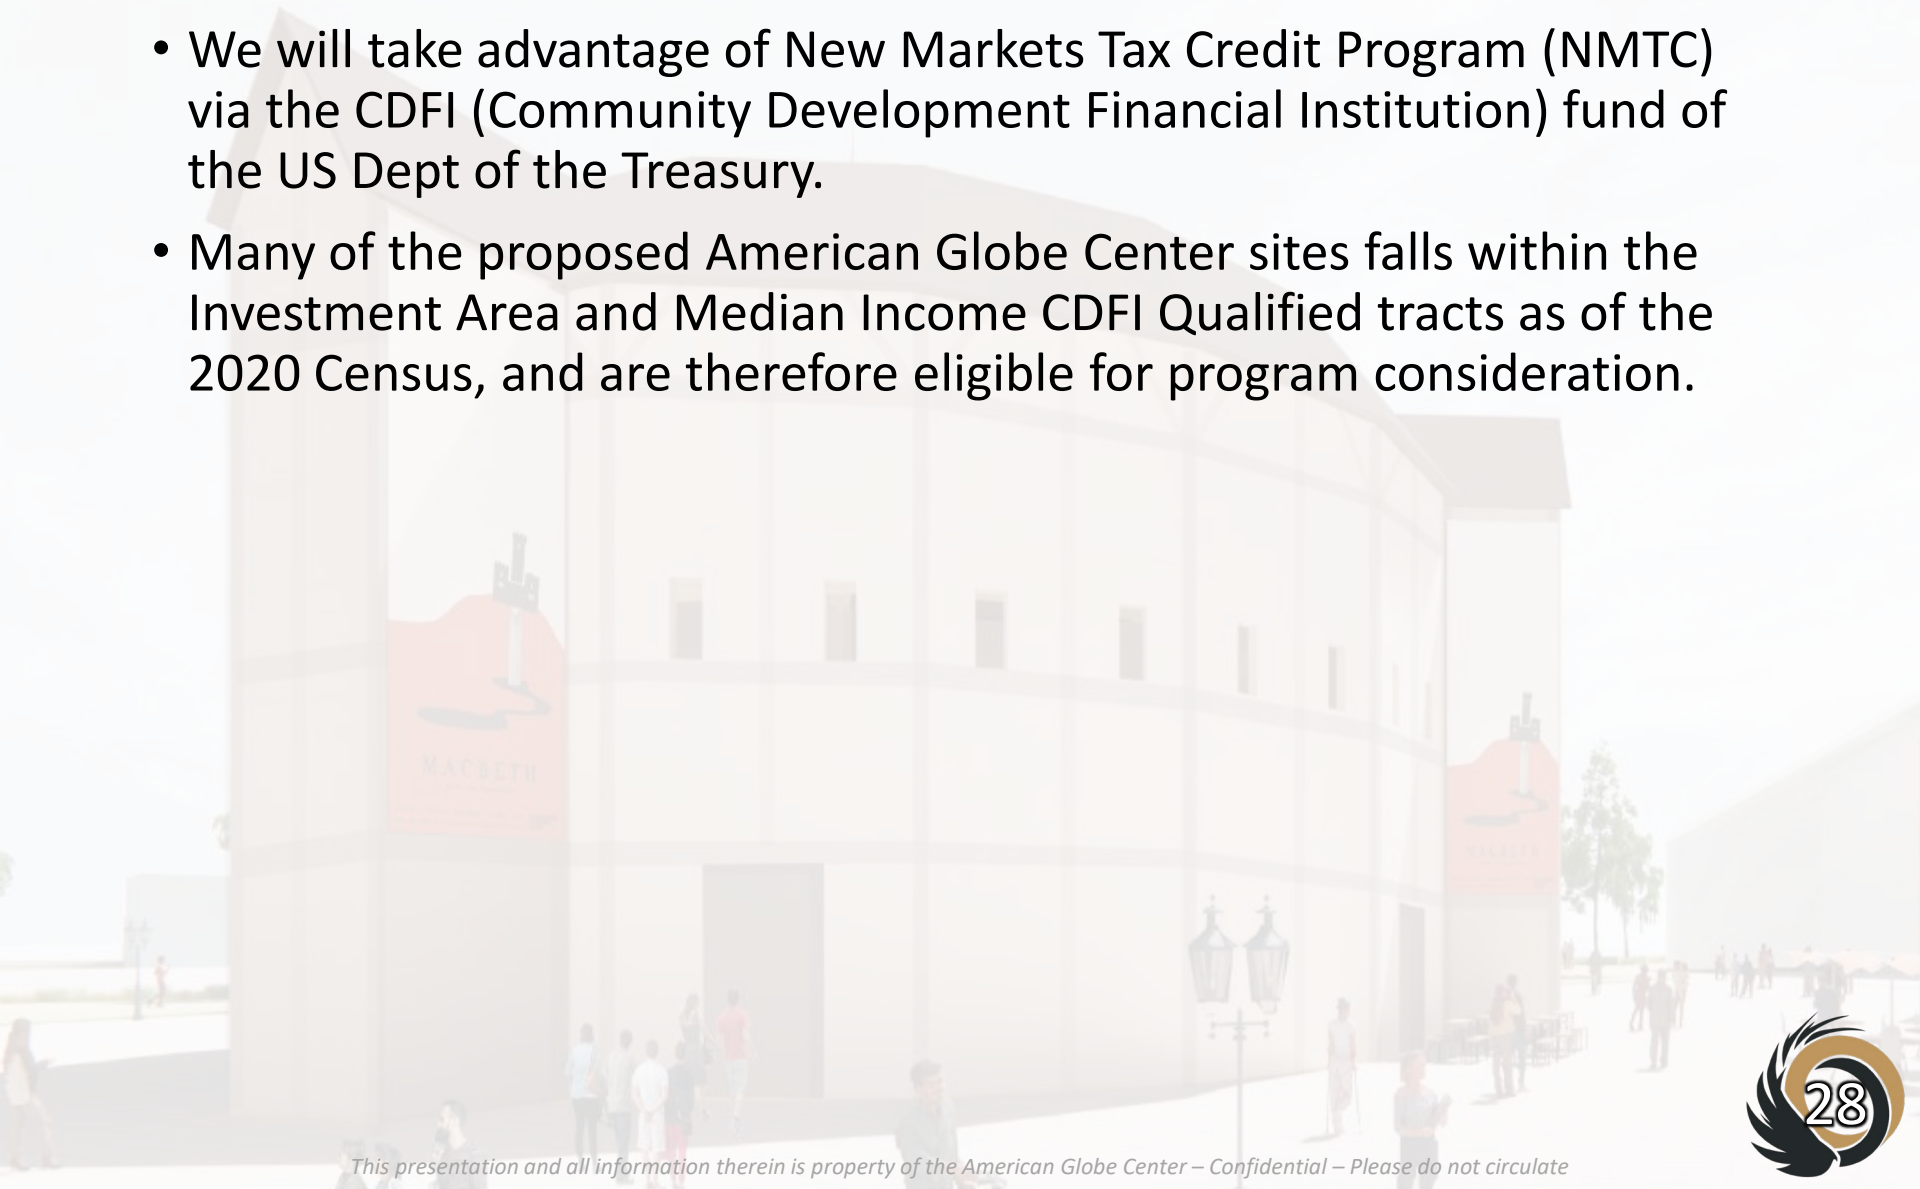 • We will take advantage of New Markets Tax Credit Program (NMTC)
via the CDFI (Community Development Financial Institution) fund of
the US Dept of the Treasury.
• Many of the proposed American Globe Center sites falls within the
Investment Area and Median Income CDFI Qualified tracts as of the
2020 Census, and are therefore eligible for program consideration.
MACBETH
MACBETH
28
This presentation and all information therein is property of the American Globe Center – Confidential – Please do not circulate